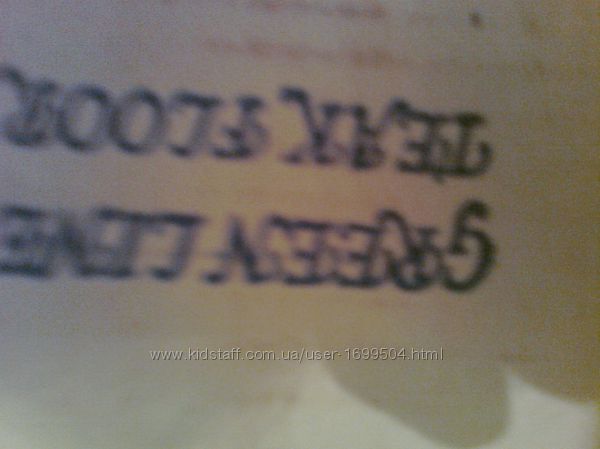 GREEN LINE
TEAK FLOOR
www.kidstaff.com.ua/user-1699504.html